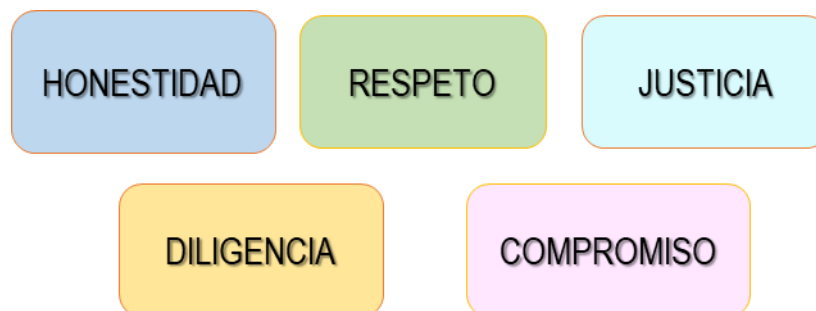 HONESTIDAD
RESPETO
JUSTICIA
DILIGENCIA
COMPROMISO